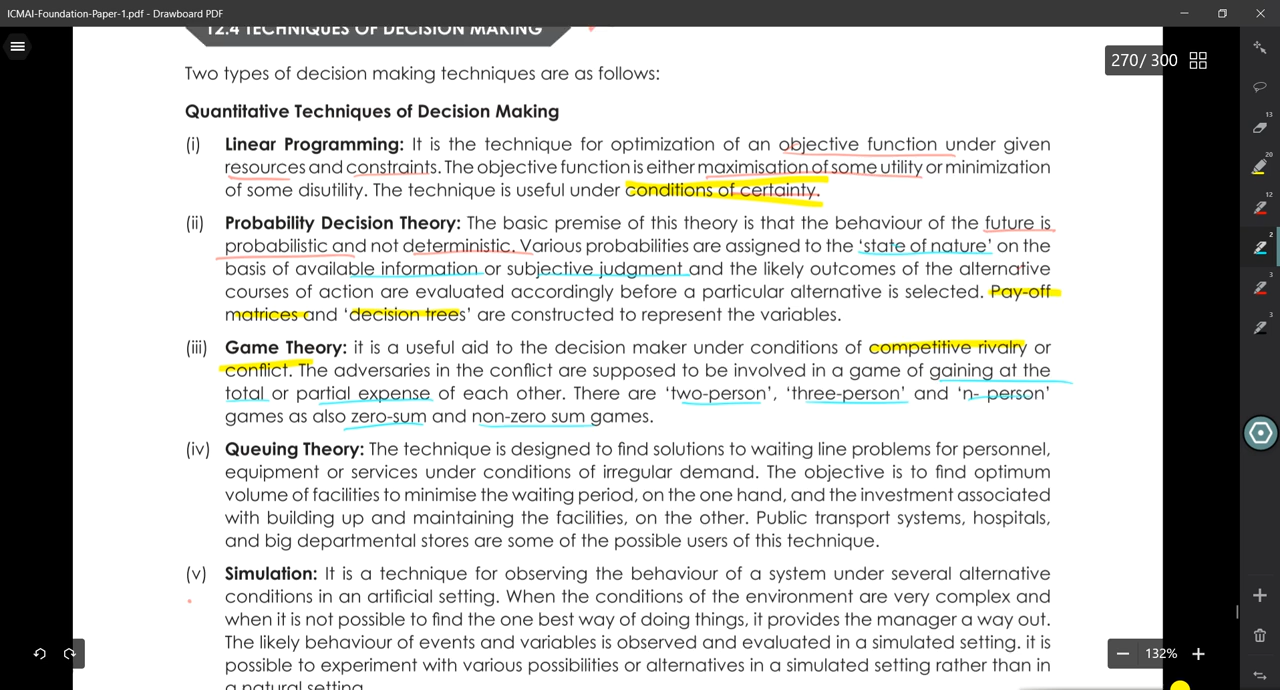 ICMAI-Foundation-Paper-1.pdf - Drawboard PDF
12.4 TECHNIQUES OF DECISION MAKING
270/ 300
Two types of decision making techniques are as follows:
Quantitative Techniques of Decision Making
(i) Linear Programming: It is the technique for optimization of an objective function under given
resources and constraints. The objective function is either maximisation of some utility or minimization
of some disutility. The technique is useful under conditions of certainty.
(ii) Probability Decision Theory: The basic premise of this theory is that the behaviour of the future is
probabilistic and not deterministic. Various probabilities are assigned to the ‘state of nature’ on the
basis of available information or subjective judgment and the likely outcomes of the alternative
courses of action are evaluated accordingly before a particular alternative is selected. Pay-off
matrices and ‘decision trees’ are constructed to represent the variables.
(iii) Game Theory: it is a useful aid to the decision maker under conditions of competitive rivalry or
conflict. The adversaries in the conflict are supposed to be involved in a game of gaining at the
total or partial expense of each other. There are ‘two-person’, ‘three-person’ and ‘n- person’
games as also zero-sum and non-zero sum games.
(iv) Queuing Theory: The technique is designed to find solutions to waiting line problems for personnel,
equipment or services under conditions of irregular demand. The objective is to find optimum
volume of facilities to minimise the waiting period, on the one hand, and the investment associated
with building up and maintaining the facilities, on the other. Public transport systems, hospitals,
and big departmental stores are some of the possible users of this technique.
(v) Simulation: It is a technique for observing the behaviour of a system under several alternative
conditions in an artificial setting. When the conditions of the environment are very complex and
when it is not possible to find the one best way of doing things, it provides the manager a way out.
The likely behaviour of events and variables is observed and evaluated in a simulated setting. it is
possible to experiment with various possibilities or alternatives in a simulated setting rather than in
a natural setting.
13
20
12
2
3
3
132%